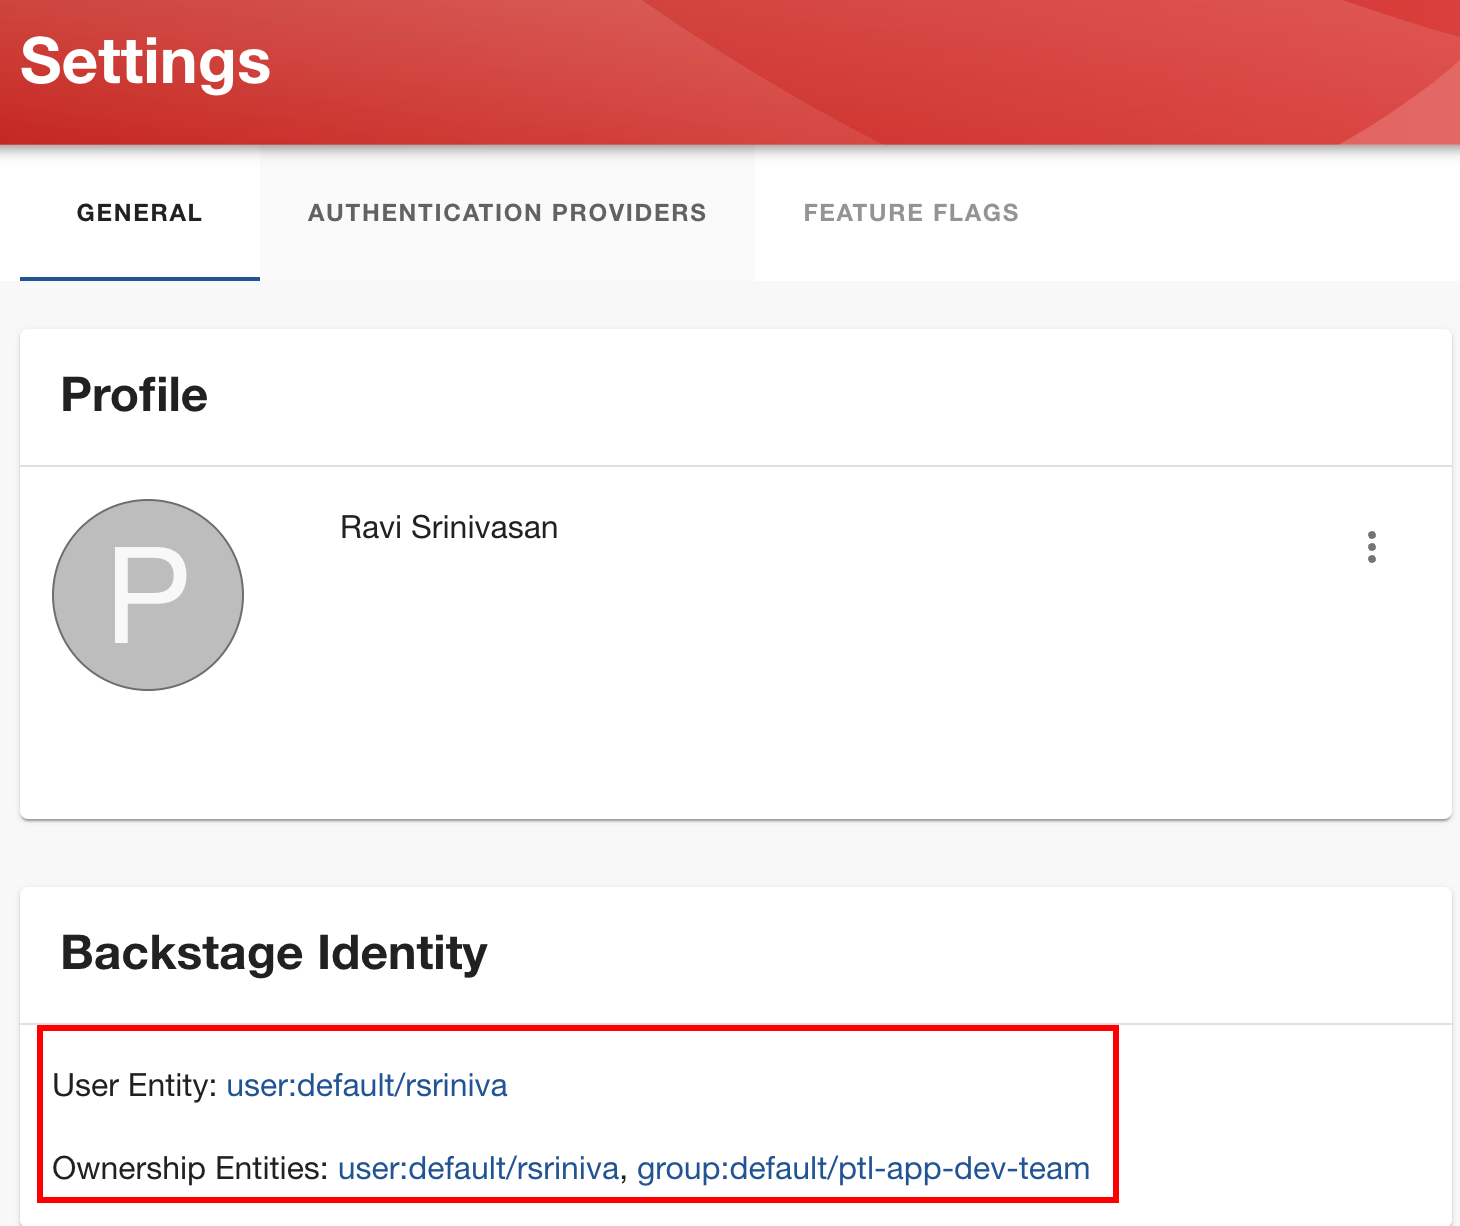 Settings
GENERAL AUTHENTICATION PROVIDERS FEATURE FLAGS
Profile
P
Ravi Srinivasan
Backstage Identity
User Entity: user:default/rsriniva
Ownership Entities: user:default/rsriniva, group:default/ptl-app-dev-team